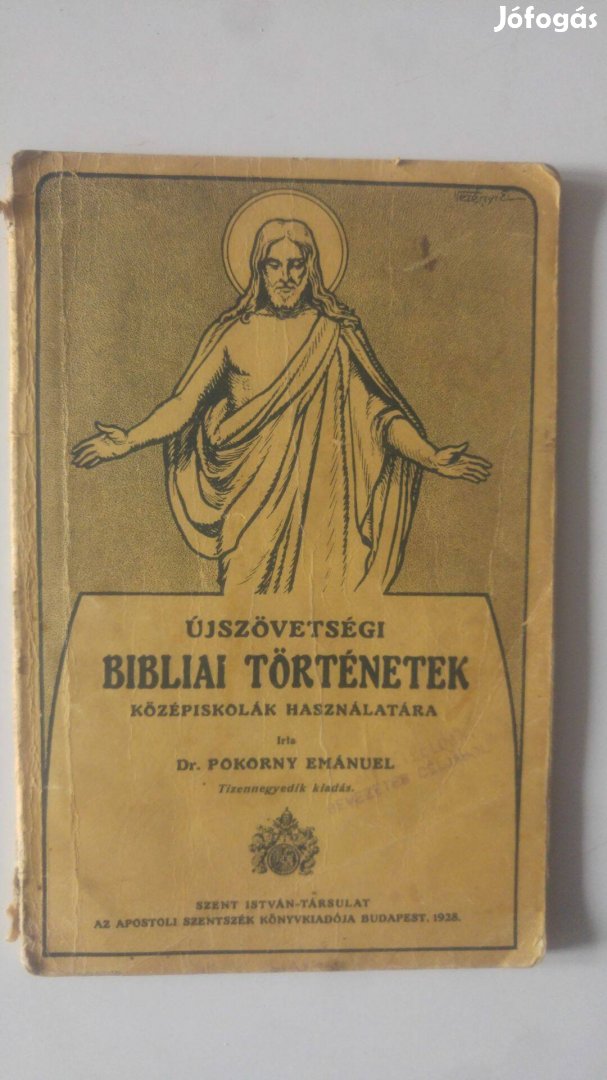 Jófogás
ÚJSZÖVETSÉGI
BIBLIAI TÖRTÉNETEK
KÖZÉPISKOLÁK HASZNÁLATÁRA
Irta
Dr. POKORNY EMÁNUEL
Tizennegyedik kiadás.
SZENT ISTVÁN-TÁRSULAT
AZ APOSTOLI SZENTSZÉK KÖNYVKIADÓJA BUDAPEST, 1928.